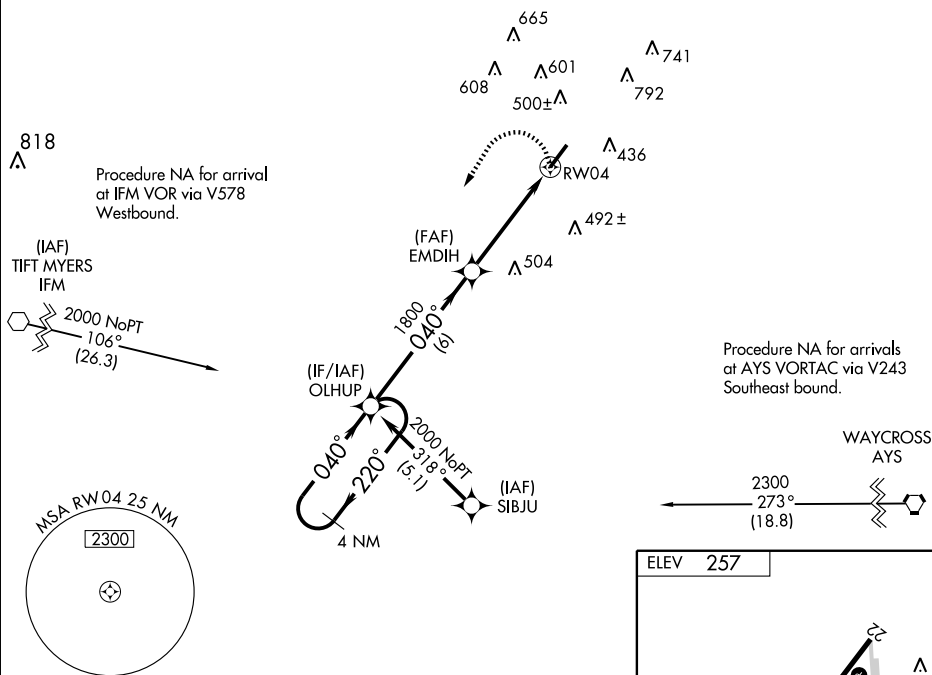 665
741
608
601
792
500±
818
436
RW04
Procedure NA for arrival
at IFM VOR via V578
Westbound.
492±
(FAF)
EMDIH
504
(IAF)
TIFT MYERS
IFM
2000 NoPT
106°
(26.3)
1800
040°
(6)
Procedure NA for arrivals
at AYS VORTAC via V243
Southeast bound.
(IF/IAF)
OLHUP
2000 NoPT
318°
(5.1)
040°
220°
WAYCROSS
AYS
(IAF)
SIBJU
2300
273°
(18.8)
4 NM
MSA RW04 25 NM
2300
ELEV 257
22